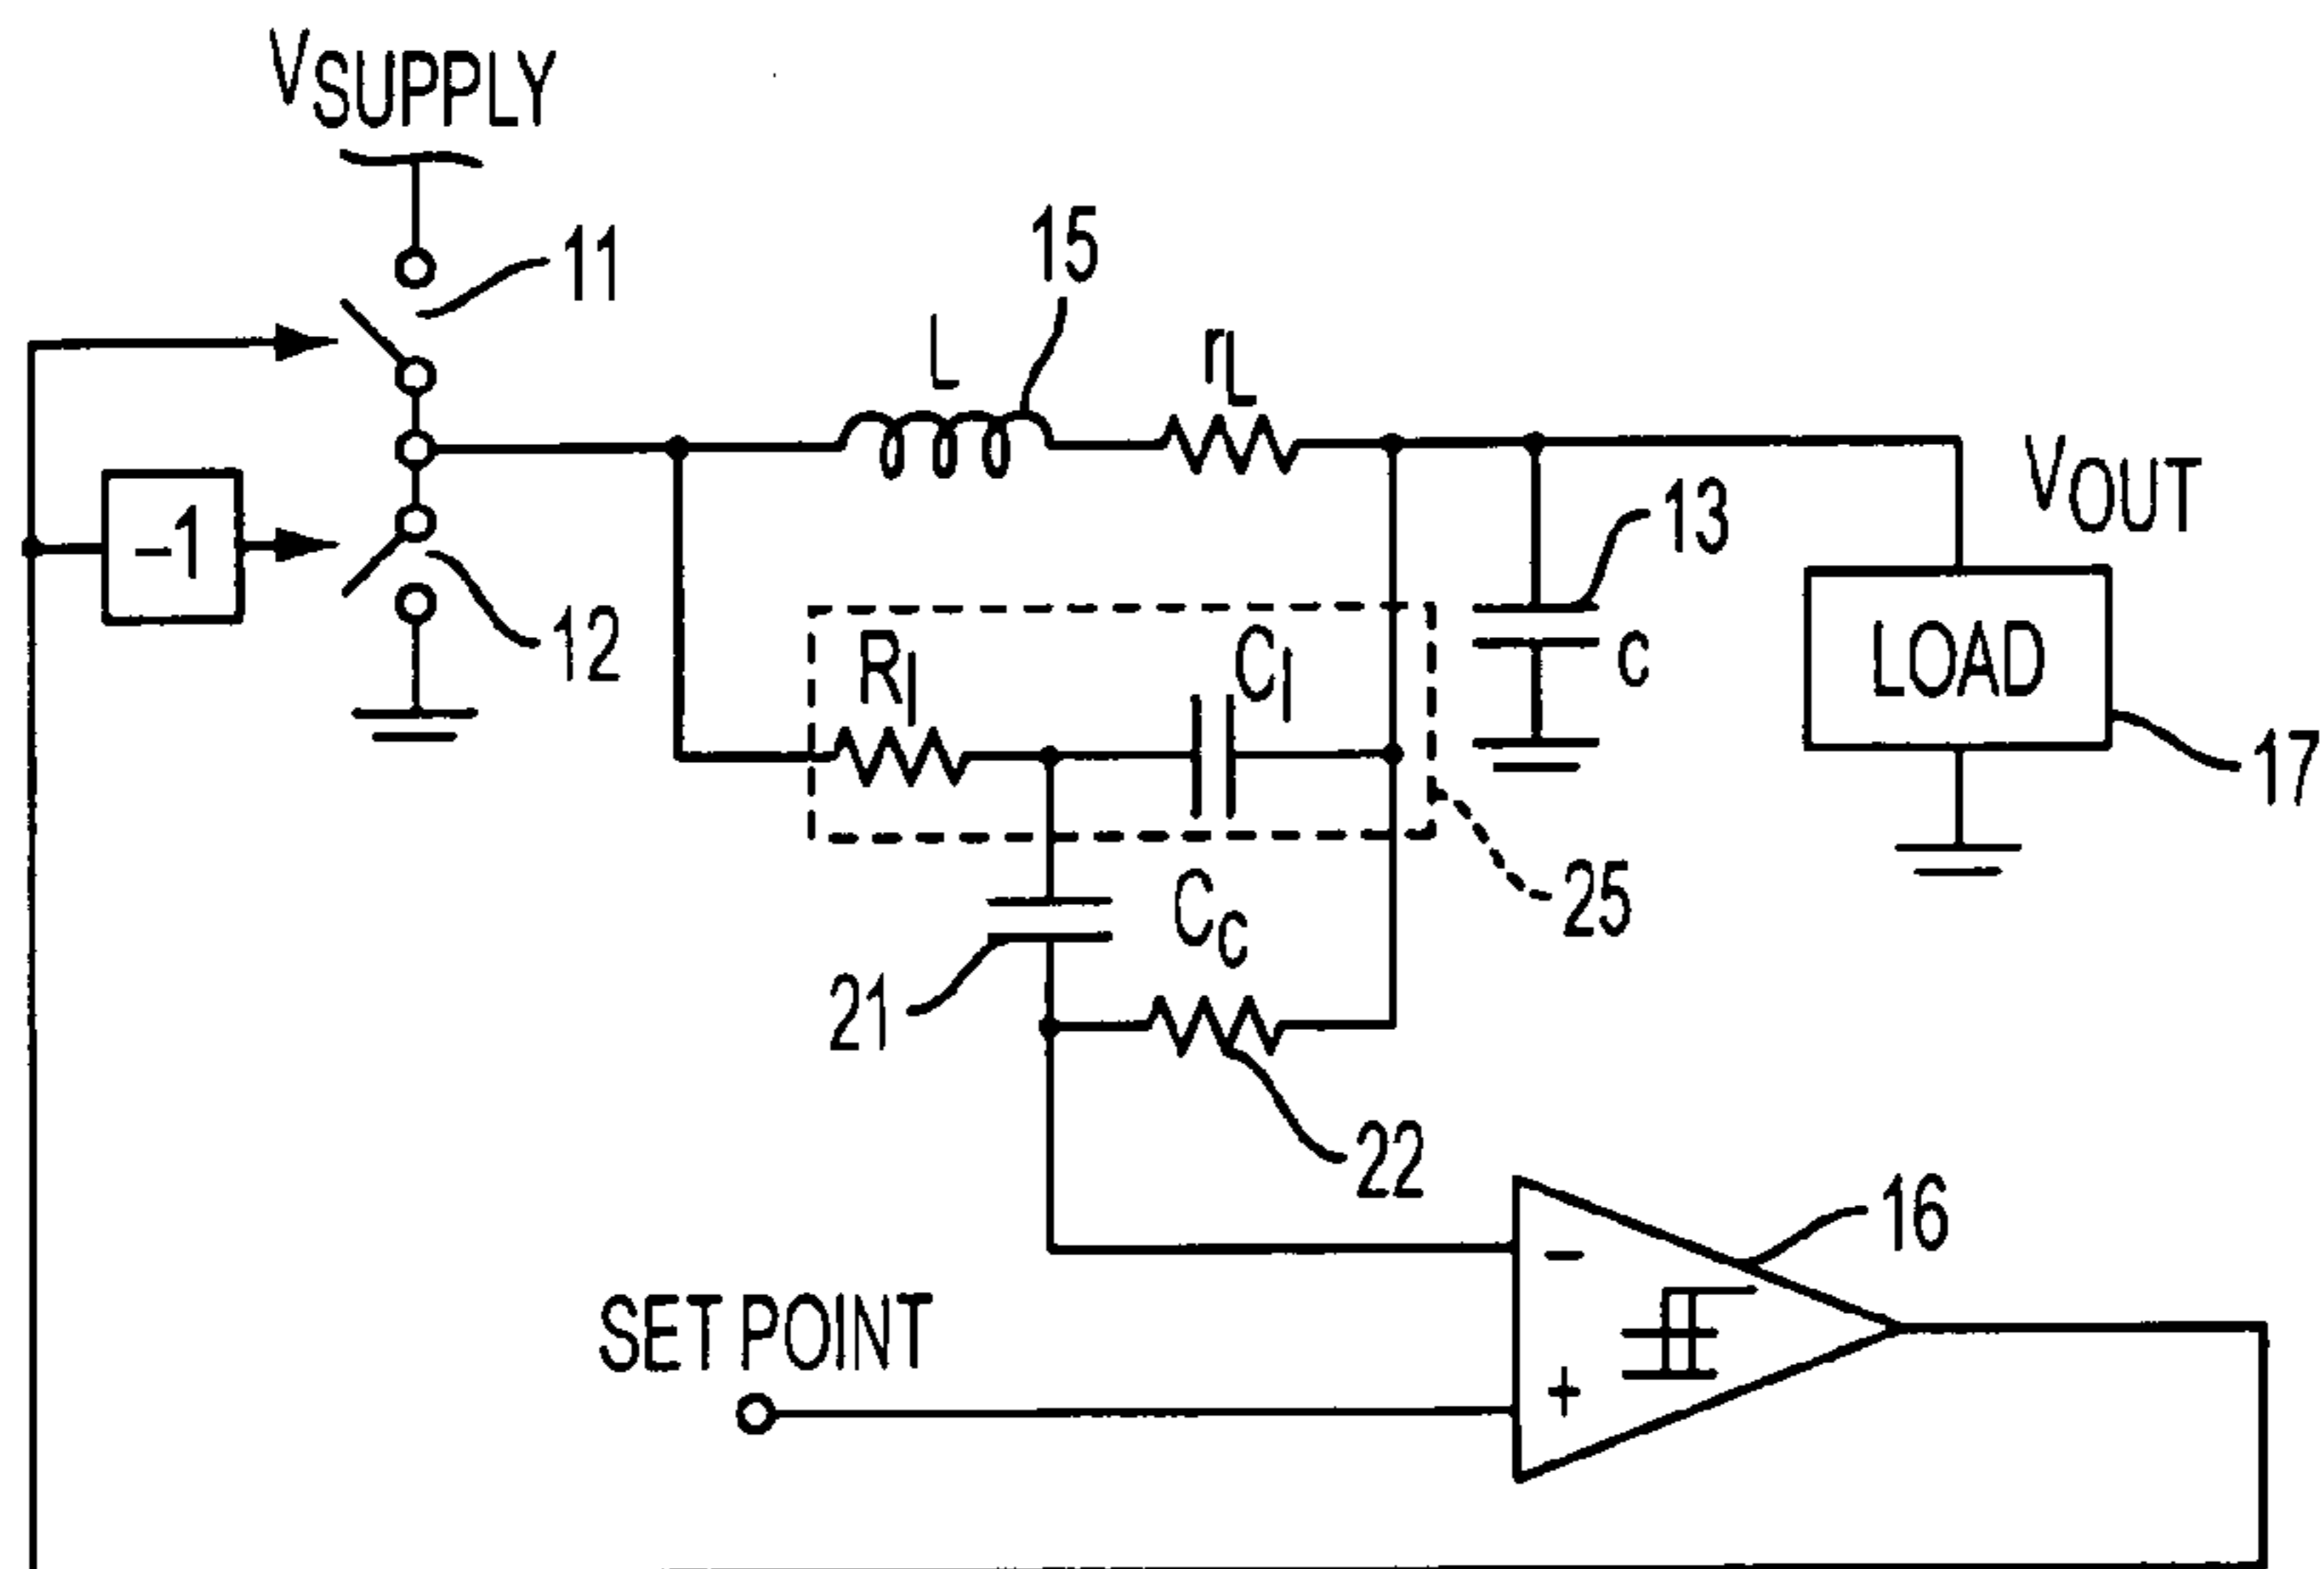 VSUPPLY
11
15
L
rL
-1
12
VOUT
13
c
LOAD
17
RI
CI
25
CC
21
22
16
-
+
SET POINT